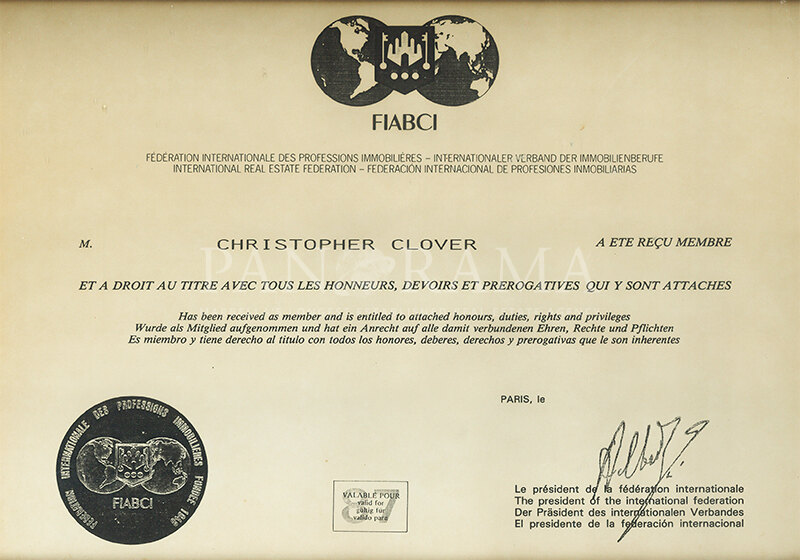 FIABCI
FÉDÉRATION INTERNATIONALE DES PROFESSIONS IMMOBILIÈRES – INTERNATIONALER VERBAND DER IMMOBILIENBERUFE
INTERNATIONAL REAL ESTATE FEDERATION – FEDERACIÓN INTERNACIONAL DE PROFESIONES INMOBILIARIAS
M. CHRISTOPHER CLOVER A ETE REÇU MEMBRE
PANORAMA
ET A DROIT AU TITRE AVEC TOUS LES HONNEURS, DEVOIRS ET PREROGATIVES QUI Y SONT ATTACHES
Has been received as member and is entitled to attached honours, duties, rights and privileges
Wurde als Mitglied aufgenommen und hat ein Anrecht auf alle damit verbundenen Ehren, Rechte und Pflichten
Es miembro y tiene derecho al titulo con todos los honores, deberes, derechos y prerogativas que le son inherentes
PARIS, le
FEDERATION INTERNATIONALE DES PROFESSIONS IMMOBILIERES
FIABCI
VALABLE POUR
valid for
gültig für
valido para
87
Le président de la fédération internationale
The president of the international federation
Der Präsident des internationalen Verbandes
El presidente de la federación internacional